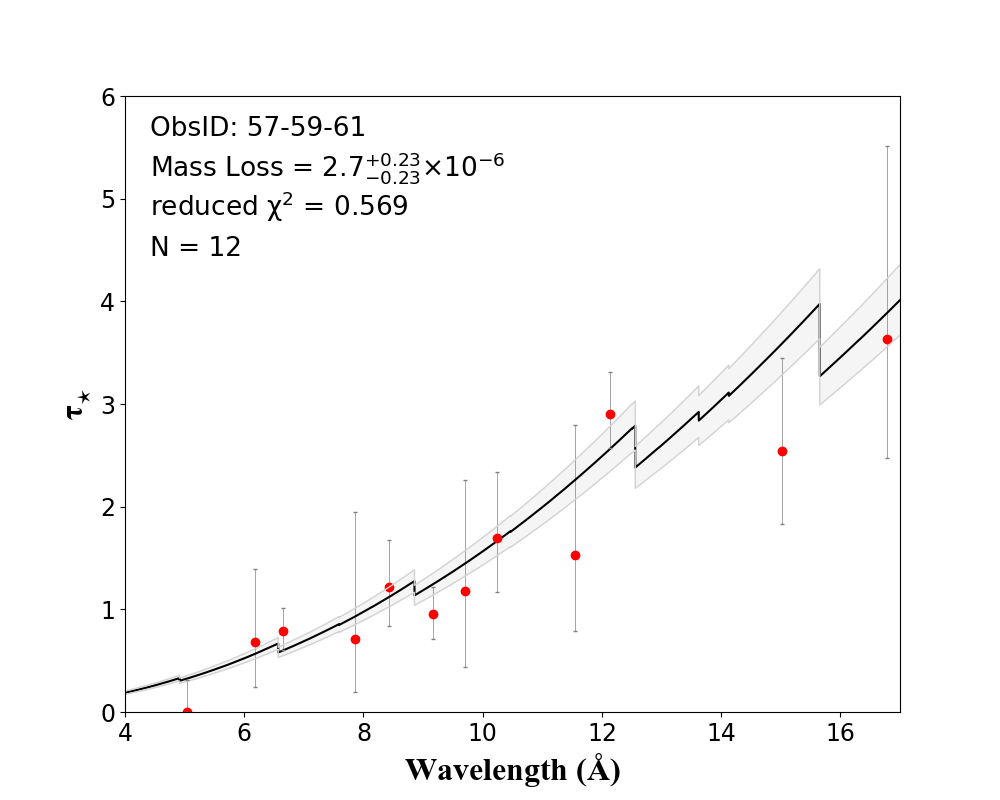 6
ObsID: 57-59-61
Mass Loss = 2.7$^{+0.23}_{-0.23}$×10$^{-6}$
5
reduced χ$^{2}$ = 0.569
N = 12
4
τ$_{★}$
3
2
1
0
4 6 8 10 12 14 16
Wavelength (Å)